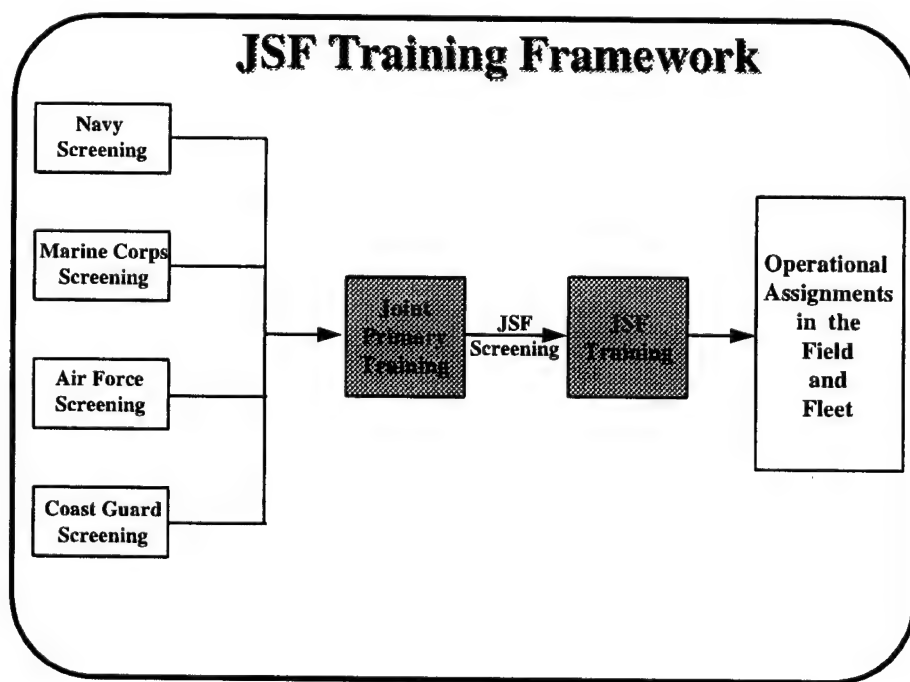 JSF Training Framework
Navy
Screening
Marine Corps
Screening
Air Force
Screening
Coast Guard
Screening
Joint
Primary
Training
JSF
Screening
JSF
Training
Operational
Assignments
in the
Field
and
Fleet